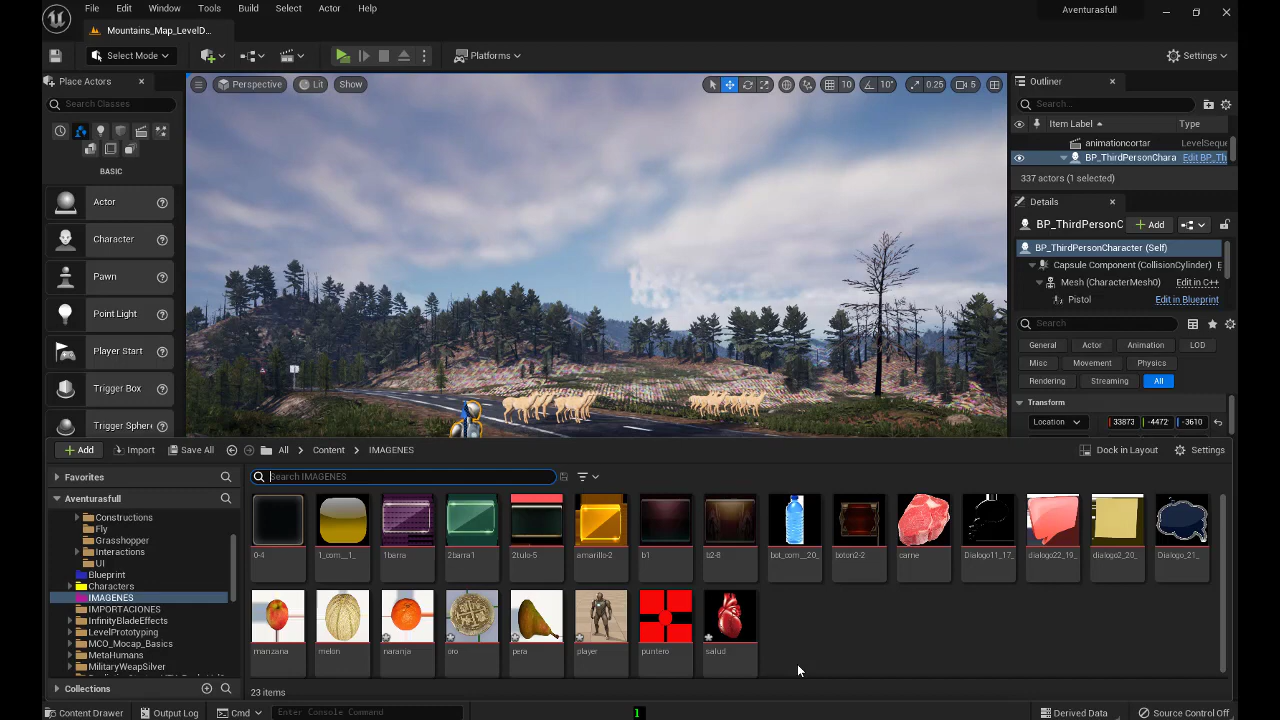 File Edit Window Tools Build Select Actor Help
Aventurasfull
Mountains_Map_LevelD...
Select Mode
Platforms
Settings
Place Actors
Search Classes
BASIC
Actor
Character
Pawn
Point Light
Player Start
Trigger Box
Trigger Sphere
Perspective Lit Show
10 10° 0.25 5
Outliner
Search...
Item Label Type
animationcortar LevelSeque
BP_ThirdPersonChara Edit BP_Th
337 actors (1 selected)
Details
BP_ThirdPersonC Add
BP_ThirdPersonCharacter (Self)
Capsule Component (CollisionCylinder) E
Mesh (CharacterMesh0) Edit in C++
Pistol Edit in Blueprint
Search
General Actor Animation LOD
Misc Movement Physics
Rendering Streaming All
Transform
Location 33873 -4472 -3610
Add Import Save All All Content IMAGENES Dock in Layout Settings
Favorites
Aventurasfull
Constructions
Fly
Grasshopper
Interactions
UI
Blueprint
Characters
IMAGENES
IMPORTACIONES
InfinityBladeEffects
LevelPrototyping
MCO_Mocap_Basics
MetaHumans
MilitaryWeapSilver
Collections
Search IMAGENES
0-4 1_com__1_ 1barra 2barra1 2tulo-5 amarillo-2 b1 b2-8 bot_com__20_ boton2-2 carne Dialogo11_17_ dialogo22_19_ dialogo2_20_ Dialogo_21_
manzana melon naranja oro pera player puntero salud
23 items
Content Drawer Output Log Cmd Enter Console Command 1 Derived Data Source Control Off